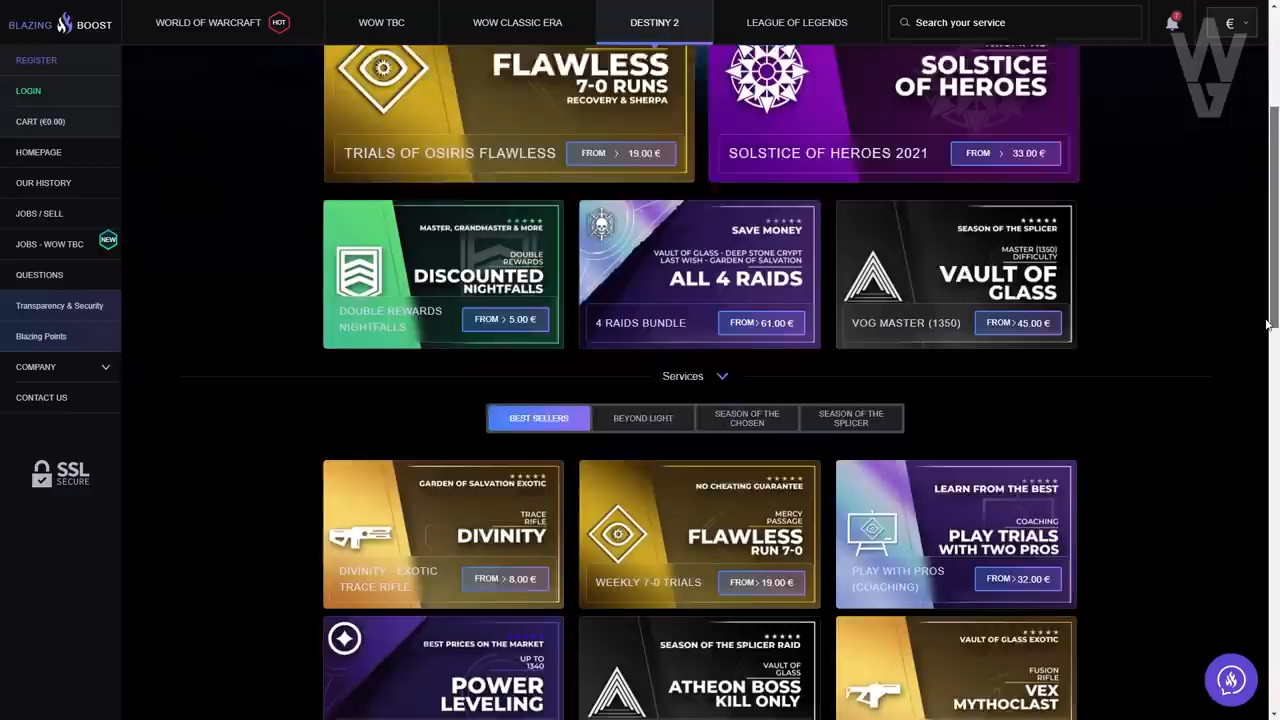 BLAZING BOOST
WORLD OF WARCRAFT
HOT
WOW TBC
WOW CLASSIC ERA
DESTINY 2
LEAGUE OF LEGENDS
Search your service
€
REGISTER
LOGIN
CART (€0.00)
HOMEPAGE
OUR HISTORY
JOBS / SELL
JOBS - WOW TBC
NEW
QUESTIONS
Transparency & Security
Blazing Points
COMPANY
CONTACT US
SSL
SECURE
FLAWLESS
7-0 RUNS
RECOVERY & SHERPA
TRIALS OF OSIRIS FLAWLESS
FROM > 19.00 €
SOLSTICE
OF HEROES
SOLSTICE OF HEROES 2021
FROM > 33.00 €
MASTER, GRANDMASTER & MORE
DOUBLE
REWARDS
DISCOUNTED
NIGHTFALLS
DOUBLE REWARDS
NIGHTFALLS
FROM > 5.00 €
SAVE MONEY
VAULT OF GLASS - DEEP STONE CRYPT
LAST WISH - GARDEN OF SALVATION
ALL 4 RAIDS
4 RAIDS BUNDLE
FROM > 61.00 €
SEASON OF THE SPLICER
MASTER (1350)
DIFFICULTY
VAULT OF
GLASS
VOG MASTER (1350)
FROM > 45.00 €
Services
BEST SELLERS
BEYOND LIGHT
SEASON OF THE
CHOSEN
SEASON OF THE
SPLICER
GARDEN OF SALVATION EXOTIC
TRACE
RIFLE
DIVINITY
DIVINITY - EXOTIC
TRACE RIFLE
FROM > 8.00 €
NO CHEATING GUARANTEE
MERCY
PASSAGE
FLAWLESS
RUN 7-0
WEEKLY 7-0 TRIALS
FROM > 19.00 €
LEARN FROM THE BEST
COACHING
PLAY TRIALS
WITH TWO PROS
PLAY WITH PROS
(COACHING)
FROM > 32.00 €
BEST PRICES ON THE MARKET
UP TO
1340
POWER
LEVELING
SEASON OF THE SPLICER RAID
VAULT OF
GLASS
ATHEON BOSS
KILL ONLY
VAULT OF GLASS EXOTIC
FUSION
RIFLE
VEX
MYTHOCLAST